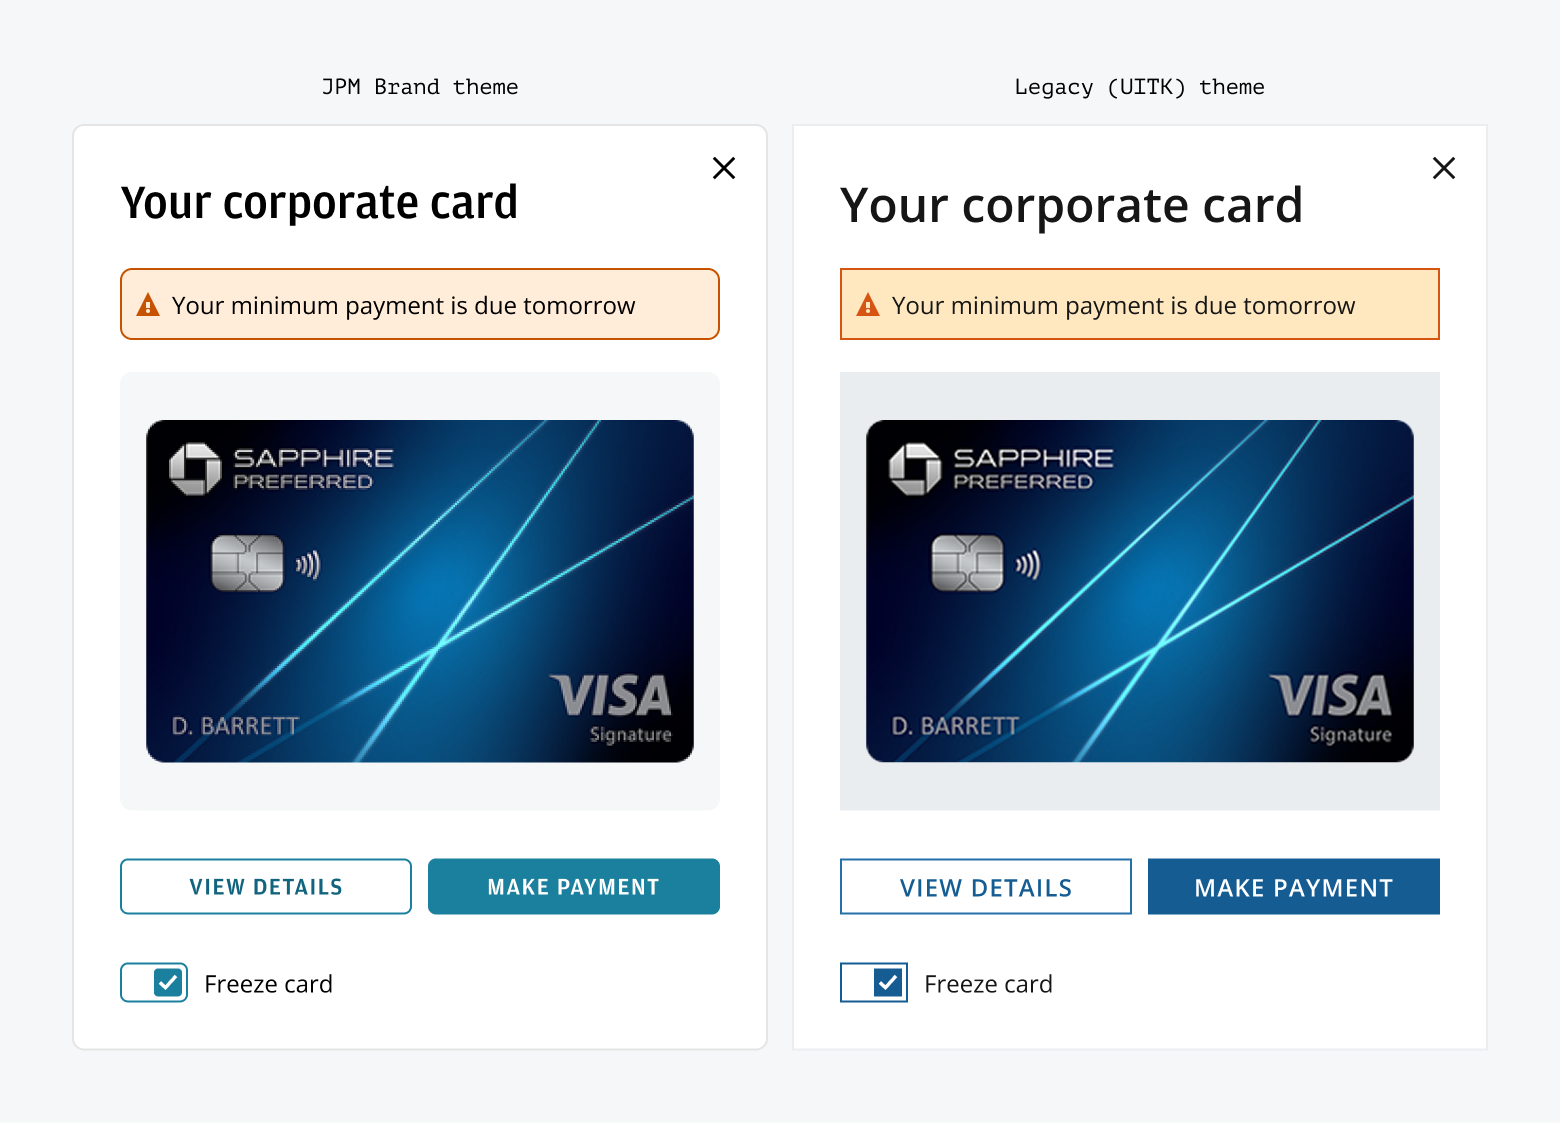 JPM Brand theme
Your corporate card
Your minimum payment is due tomorrow
SAPPHIRE
PREFERRED
VISA
D. BARRETT
Signature
VIEW DETAILS
MAKE PAYMENT
Freeze card
Legacy (UITK) theme
Your corporate card
Your minimum payment is due tomorrow
SAPPHIRE
PREFERRED
VISA
D. BARRETT
Signature
VIEW DETAILS
MAKE PAYMENT
Freeze card